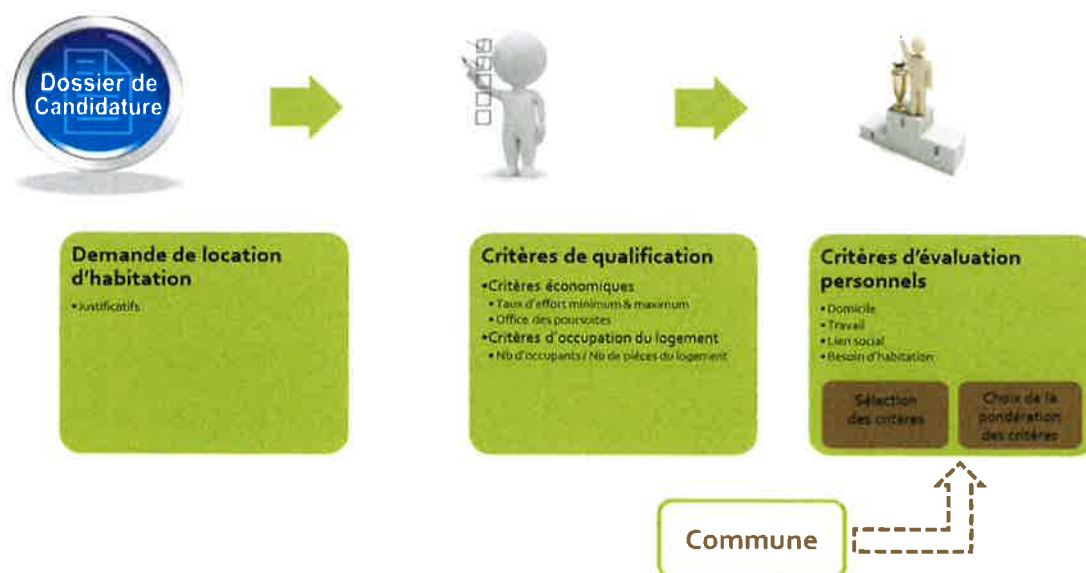 Dossier de
Candidature
Demande de location
d'habitation
• Justificatifs
Critères de qualification
•Critères économiques
• Taux d'effort minimum & maximum
• Office des poursuites
•Critères d'occupation du logement
• Nb d'occupants / Nb de pièces du logement
Critères d'évaluation
personnels
• Domicile
• Travail
• Lien social
• Besoin d'habitation
Sélection
des critères
Choix de la
pondération
des critères
Commune